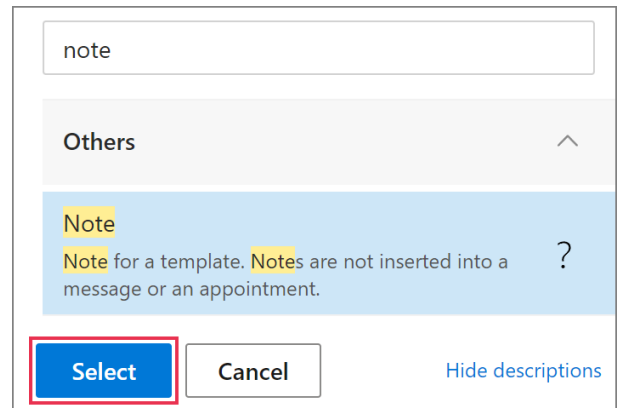 note
Others
Note
Note for a template. Notes are not inserted into a
message or an appointment.
?
Select Cancel Hide descriptions